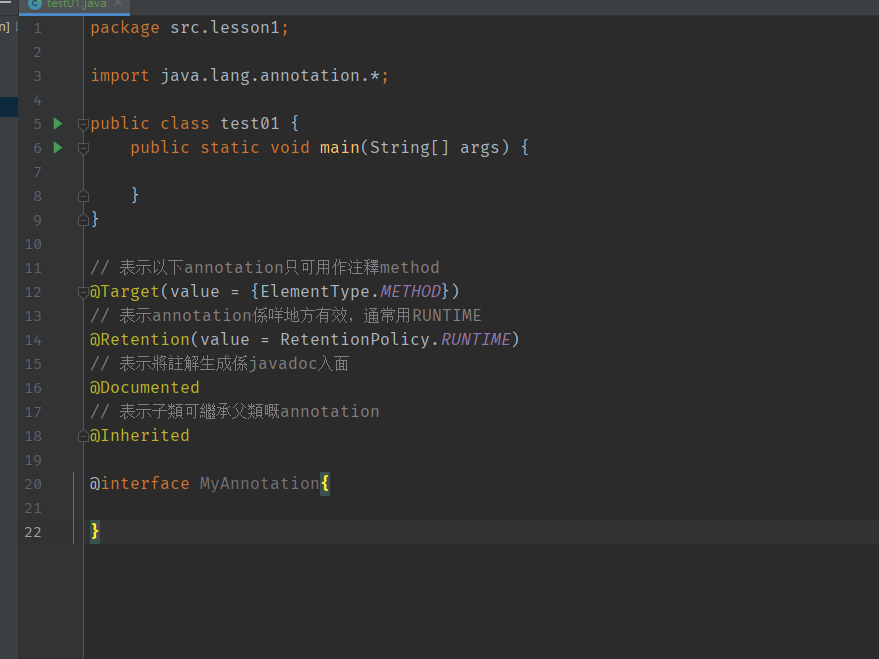 test01.java
n]
1 package src.lesson1;
2
3 import java.lang.annotation.*;
4
5 public class test01 {
6 public static void main(String[] args) {
7
8 }
9 }
10
11 // 表示以下annotation只可用作注釋method
12 @Target(value = {ElementType.METHOD})
13 // 表示annotation係咩地方有效，通常用RUNTIME
14 @Retention(value = RetentionPolicy.RUNTIME)
15 // 表示將註解生成係javadoc入面
16 @Documented
17 // 表示子類可繼承父類嘅annotation
18 @Inherited
19
20 @interface MyAnnotation{
21
22 }